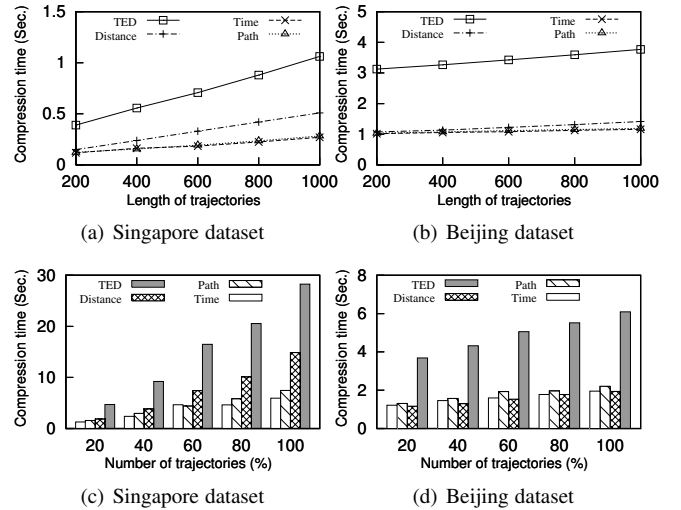 TED
Distance
Time
Path
Compression time (Sec.)
1.5
1
0.5
0
200 400 600 800 1000
Length of trajectories
(a) Singapore dataset
TED
Distance
Time
Path
Compression time (Sec.)
5
4
3
2
1
0
200 400 600 800 1000
Length of trajectories
(b) Beijing dataset
TED
Distance
Path
Time
Compression time (Sec.)
30
20
10
0
20 40 60 80 100
Number of trajectories (%)
(c) Singapore dataset
TED
Distance
Path
Time
Compression time (Sec.)
8
6
4
2
0
20 40 60 80 100
Number of trajectories (%)
(d) Beijing dataset